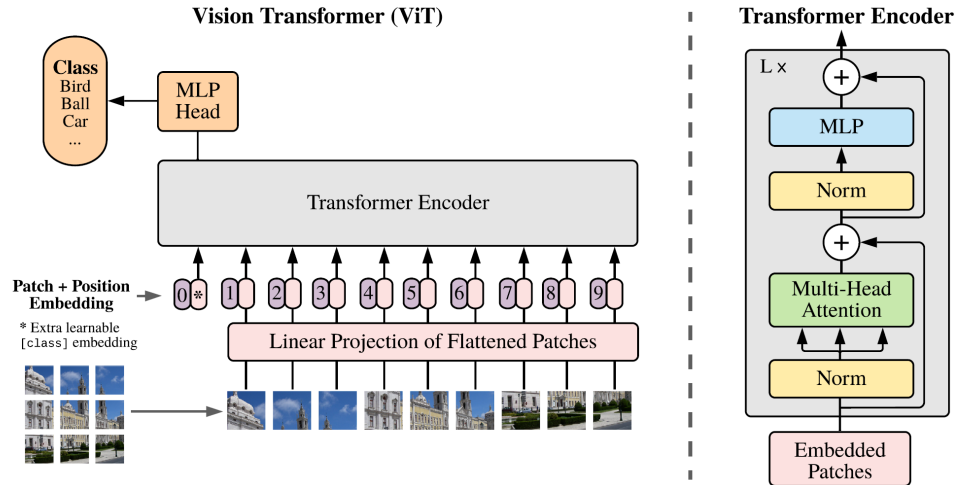 Vision Transformer (ViT)
Class
Bird
Ball
Car
...
MLP
Head
Transformer Encoder
Patch + Position
Embedding
0 * 1 2 3 4 5 6 7 8 9
* Extra learnable
[class] embedding
Linear Projection of Flattened Patches
Transformer Encoder
L ×
+
MLP
Norm
+
Multi-Head
Attention
Norm
Embedded
Patches